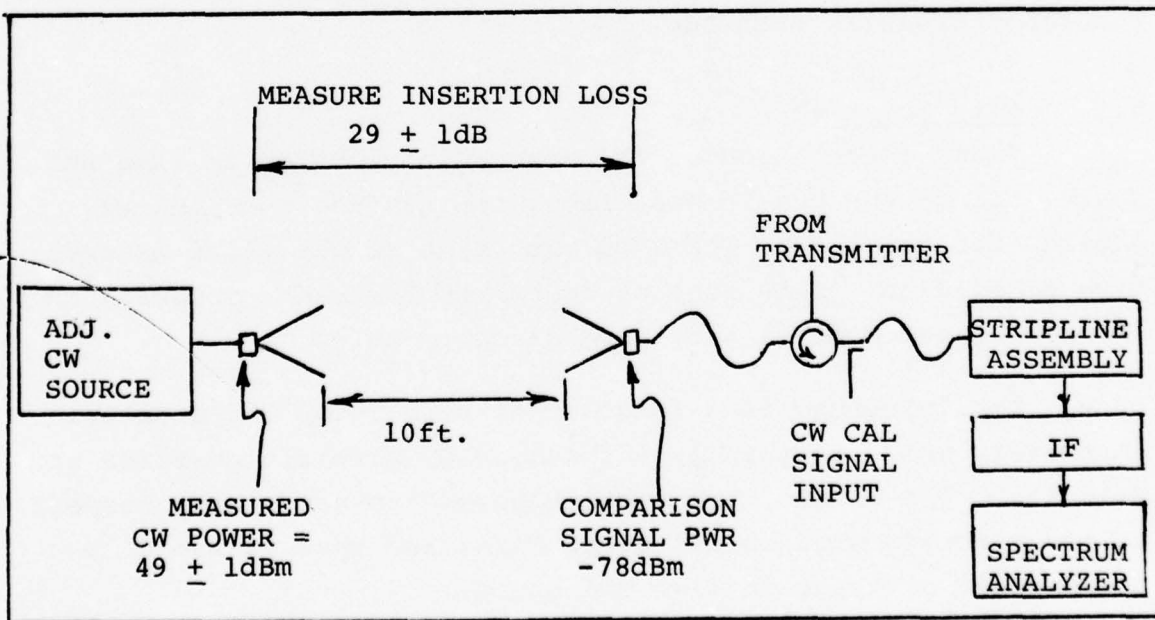 MEASURE INSERTION LOSS
29 ± 1dB
FROM
TRANSMITTER
ADJ.
CW
SOURCE
10ft.
STRIPLINE
ASSEMBLY
CW CAL
SIGNAL
INPUT
IF
MEASURED
CW POWER =
49 ± 1dBm
COMPARISON
SIGNAL PWR
-78dBm
SPECTRUM
ANALYZER